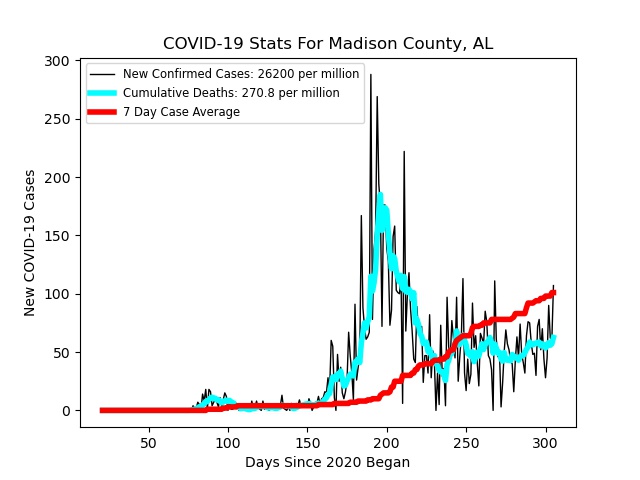 COVID-19 Stats For Madison County, AL
New Confirmed Cases: 26200 per million
Cumulative Deaths: 270.8 per million
7 Day Case Average
New COVID-19 Cases
300
250
200
150
100
50
0
50 100 150 200 250 300
Days Since 2020 Began